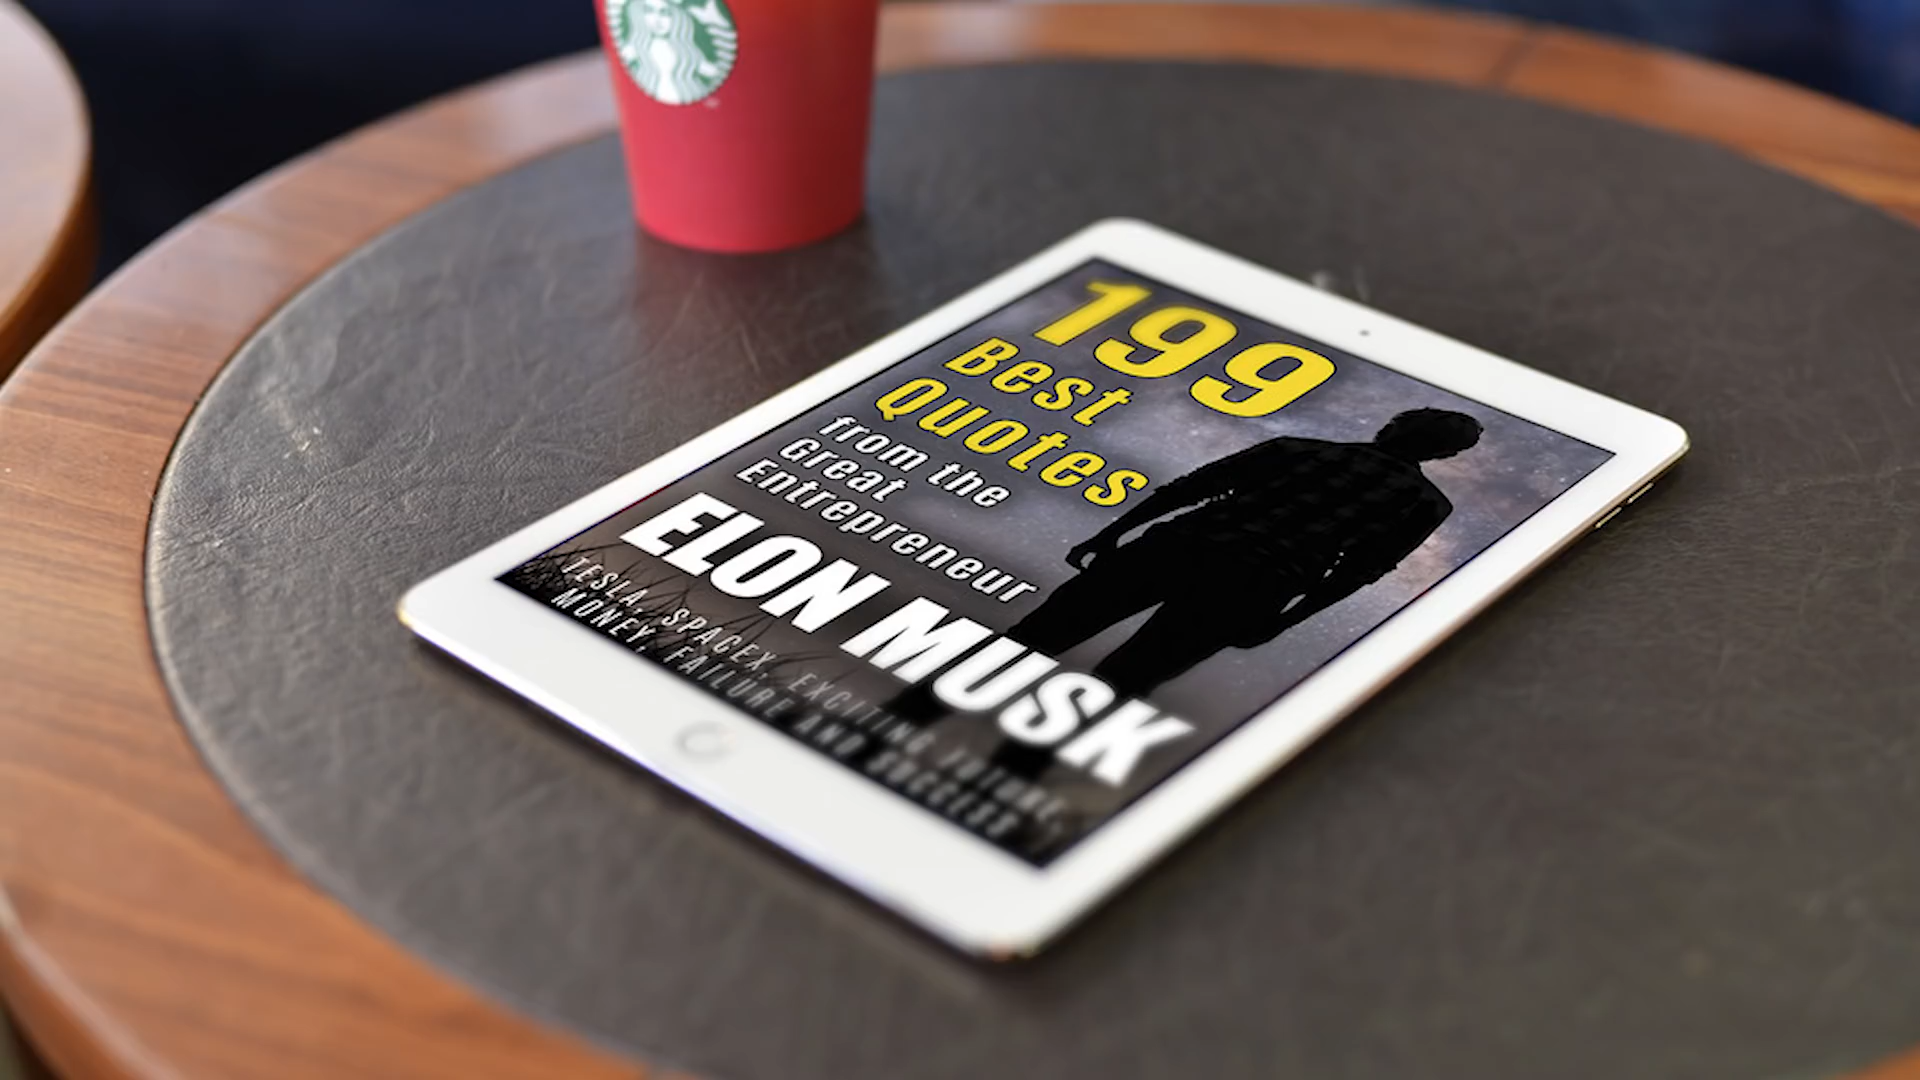 199
Best
Quotes
from the
Great
Entrepreneur
ELON MUSK
TESLA, SPACEX, EXCITING FUTURE,
MONEY, FAILURE AND SUCCESS